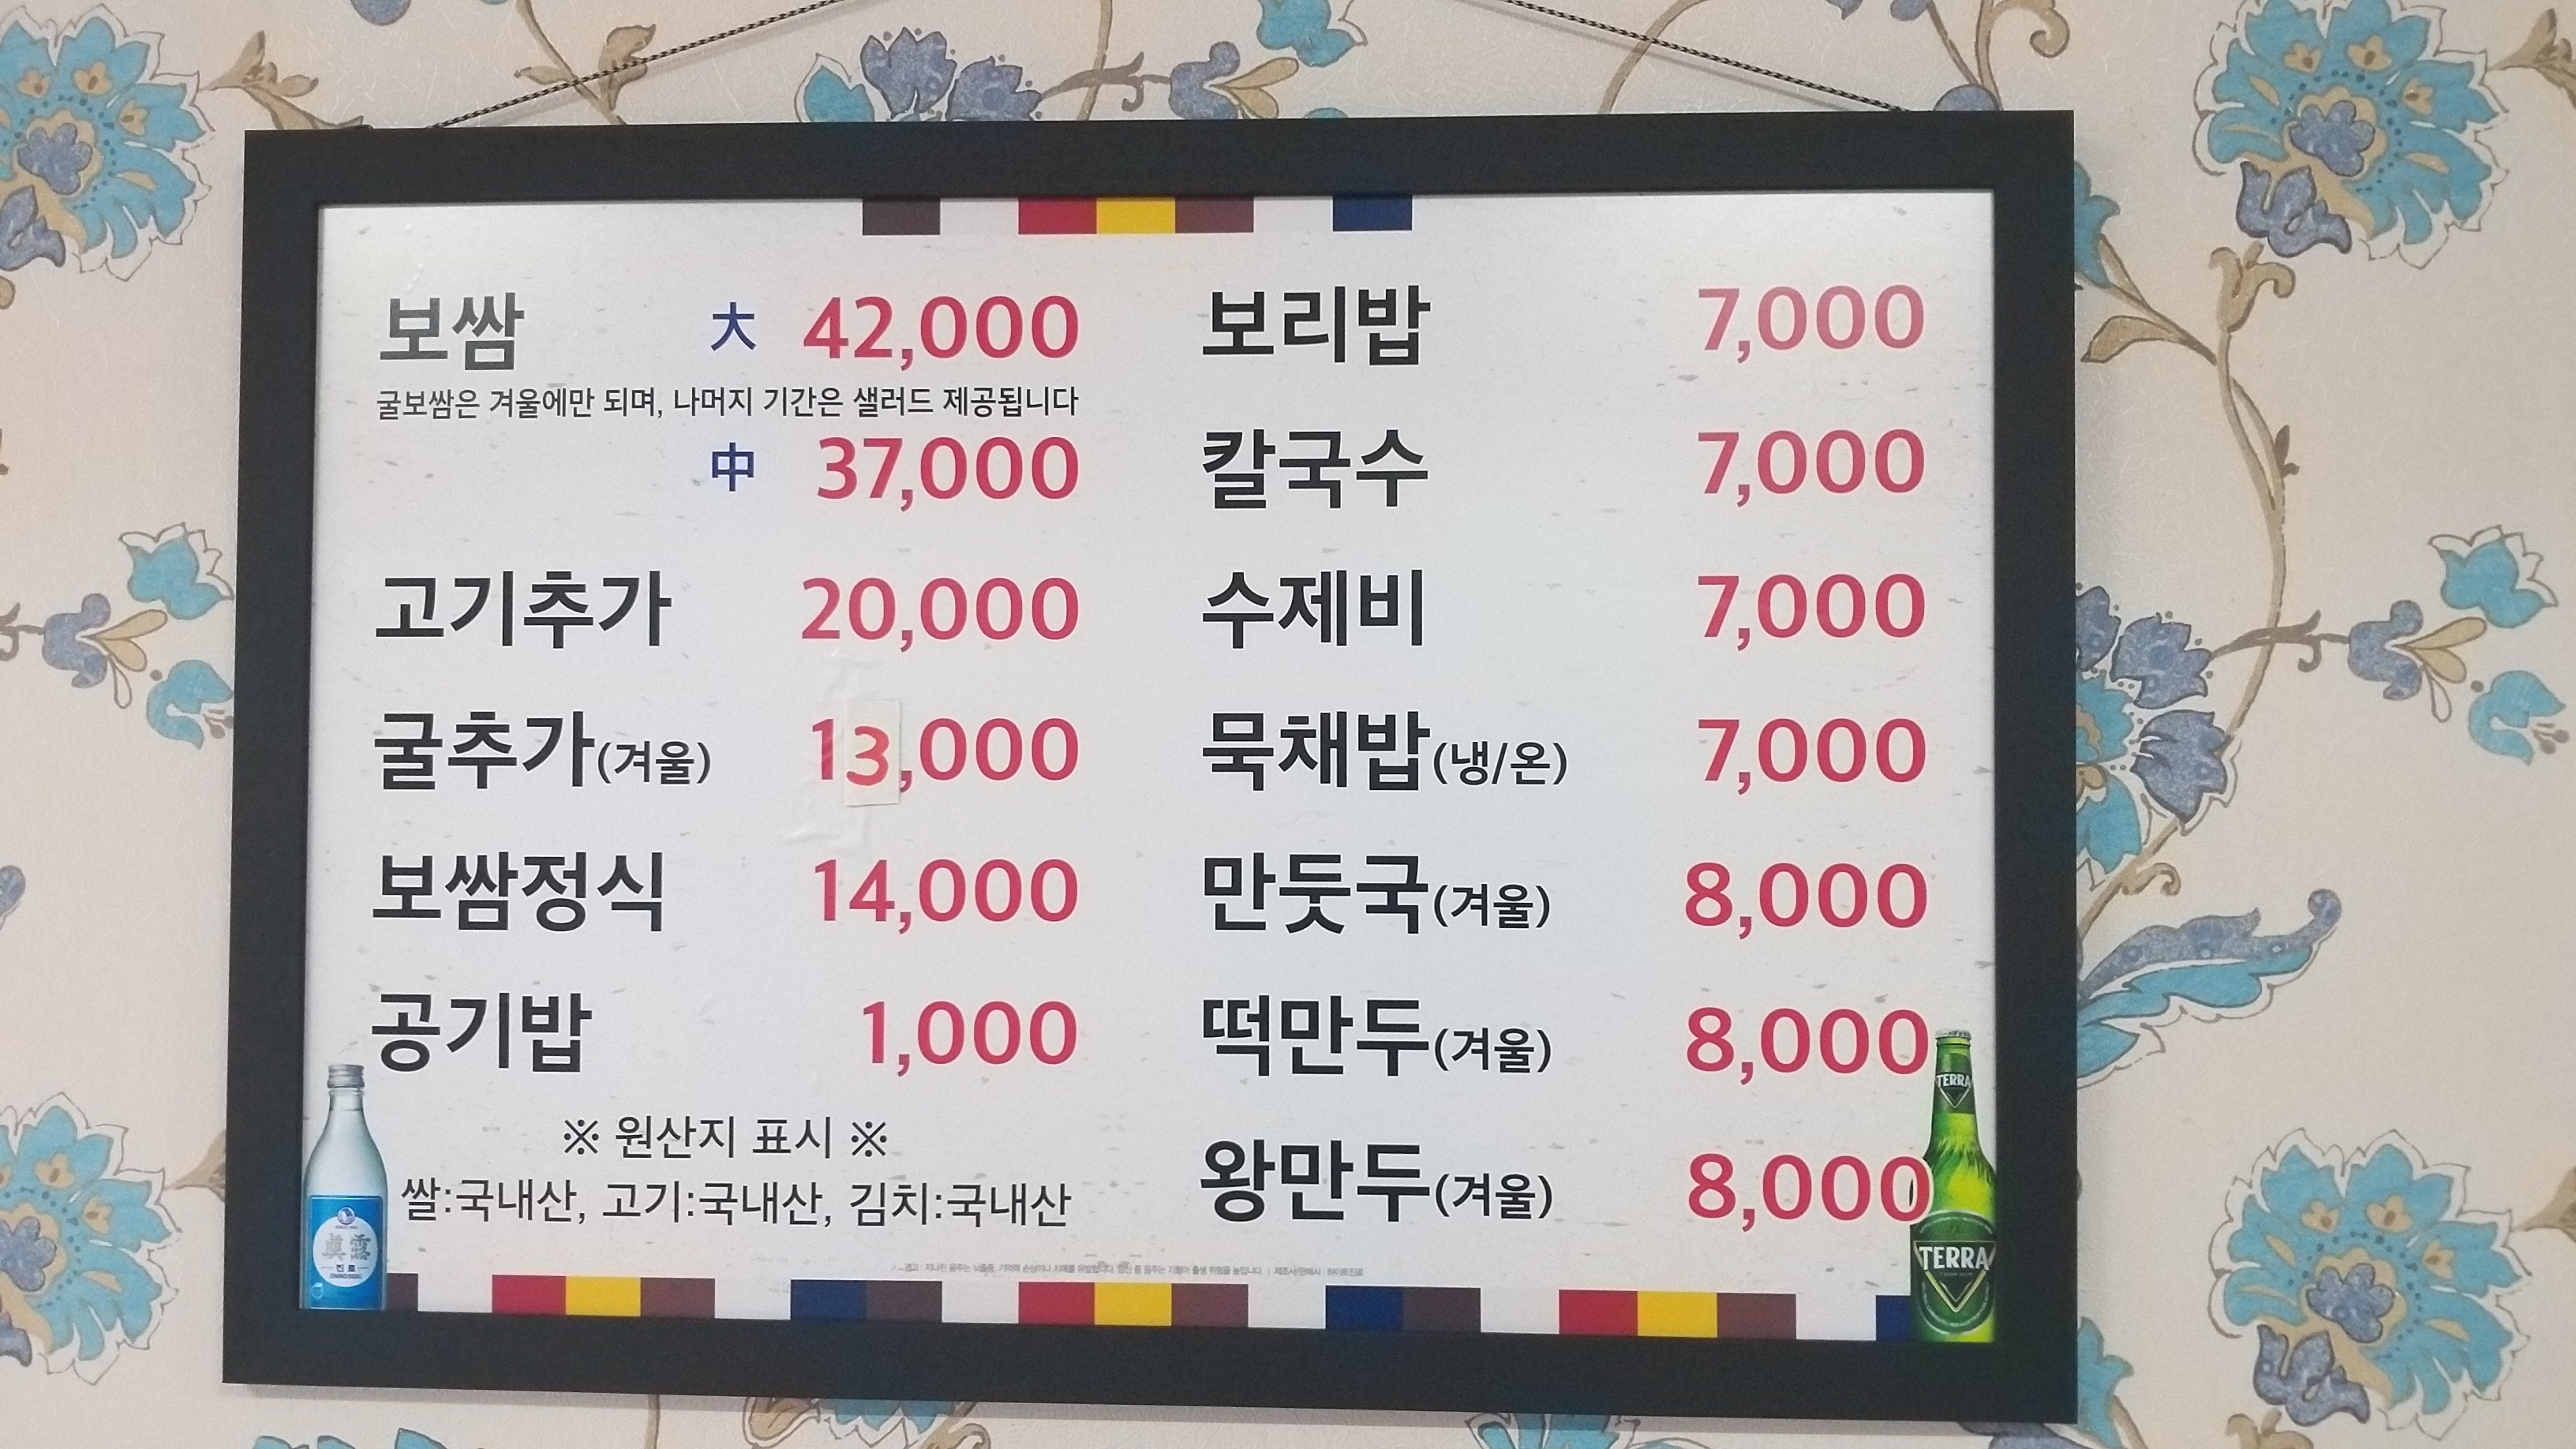 보쌈 大 42,000
굴보쌈은 겨울에만 되며, 나머지 기간은 샐러드 제공됩니다
中 37,000
고기추가 20,000
굴추가(겨울) 13,000
보쌈정식 14,000
공기밥 1,000
※ 원산지 표시 ※
쌀:국내산, 고기:국내산, 김치:국내산
보리밥 7,000
칼국수 7,000
수제비 7,000
묵채밥(냉/온) 7,000
만둣국(겨울) 8,000
떡만두(겨울) 8,000
왕만두(겨울) 8,000
眞露
진로
TERRA
TERRA